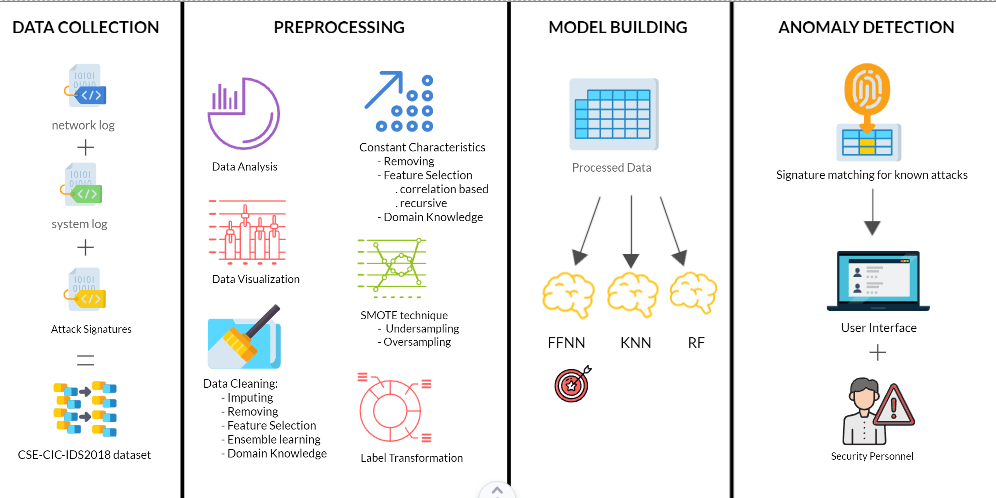 DATA COLLECTION
network log
+
system log
+
Attack Signatures
=
CSE-CIC-IDS2018 dataset
PREPROCESSING
Data Analysis
Data Visualization
Data Cleaning:
- Imputing
- Removing
- Feature Selection
- Ensemble learning
- Domain Knowledge
Constant Characteristics
- Removing
- Feature Selection
. correlation based
. recursive
- Domain Knowledge
SMOTE technique
- Undersampling
- Oversampling
Label Transformation
MODEL BUILDING
Processed Data
FFNN KNN RF
ANOMALY DETECTION
Signature matching for known attacks
User Interface
+
Security Personnel